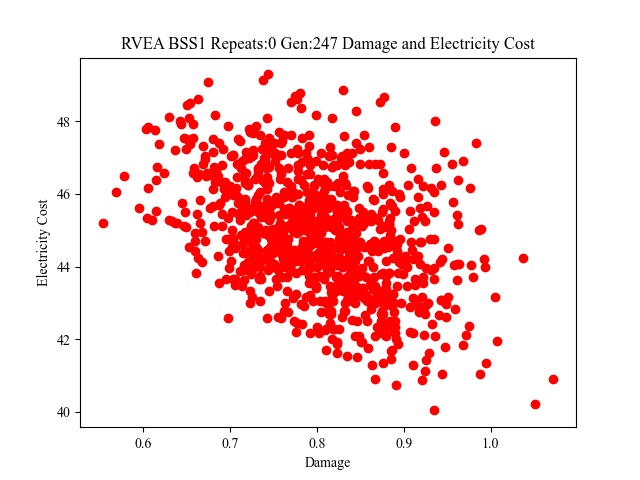 RVEA BSS1 Repeats:0 Gen:247 Damage and Electricity Cost
48
46
44
42
40
Electricity Cost
0.6 0.7 0.8 0.9 1.0
Damage